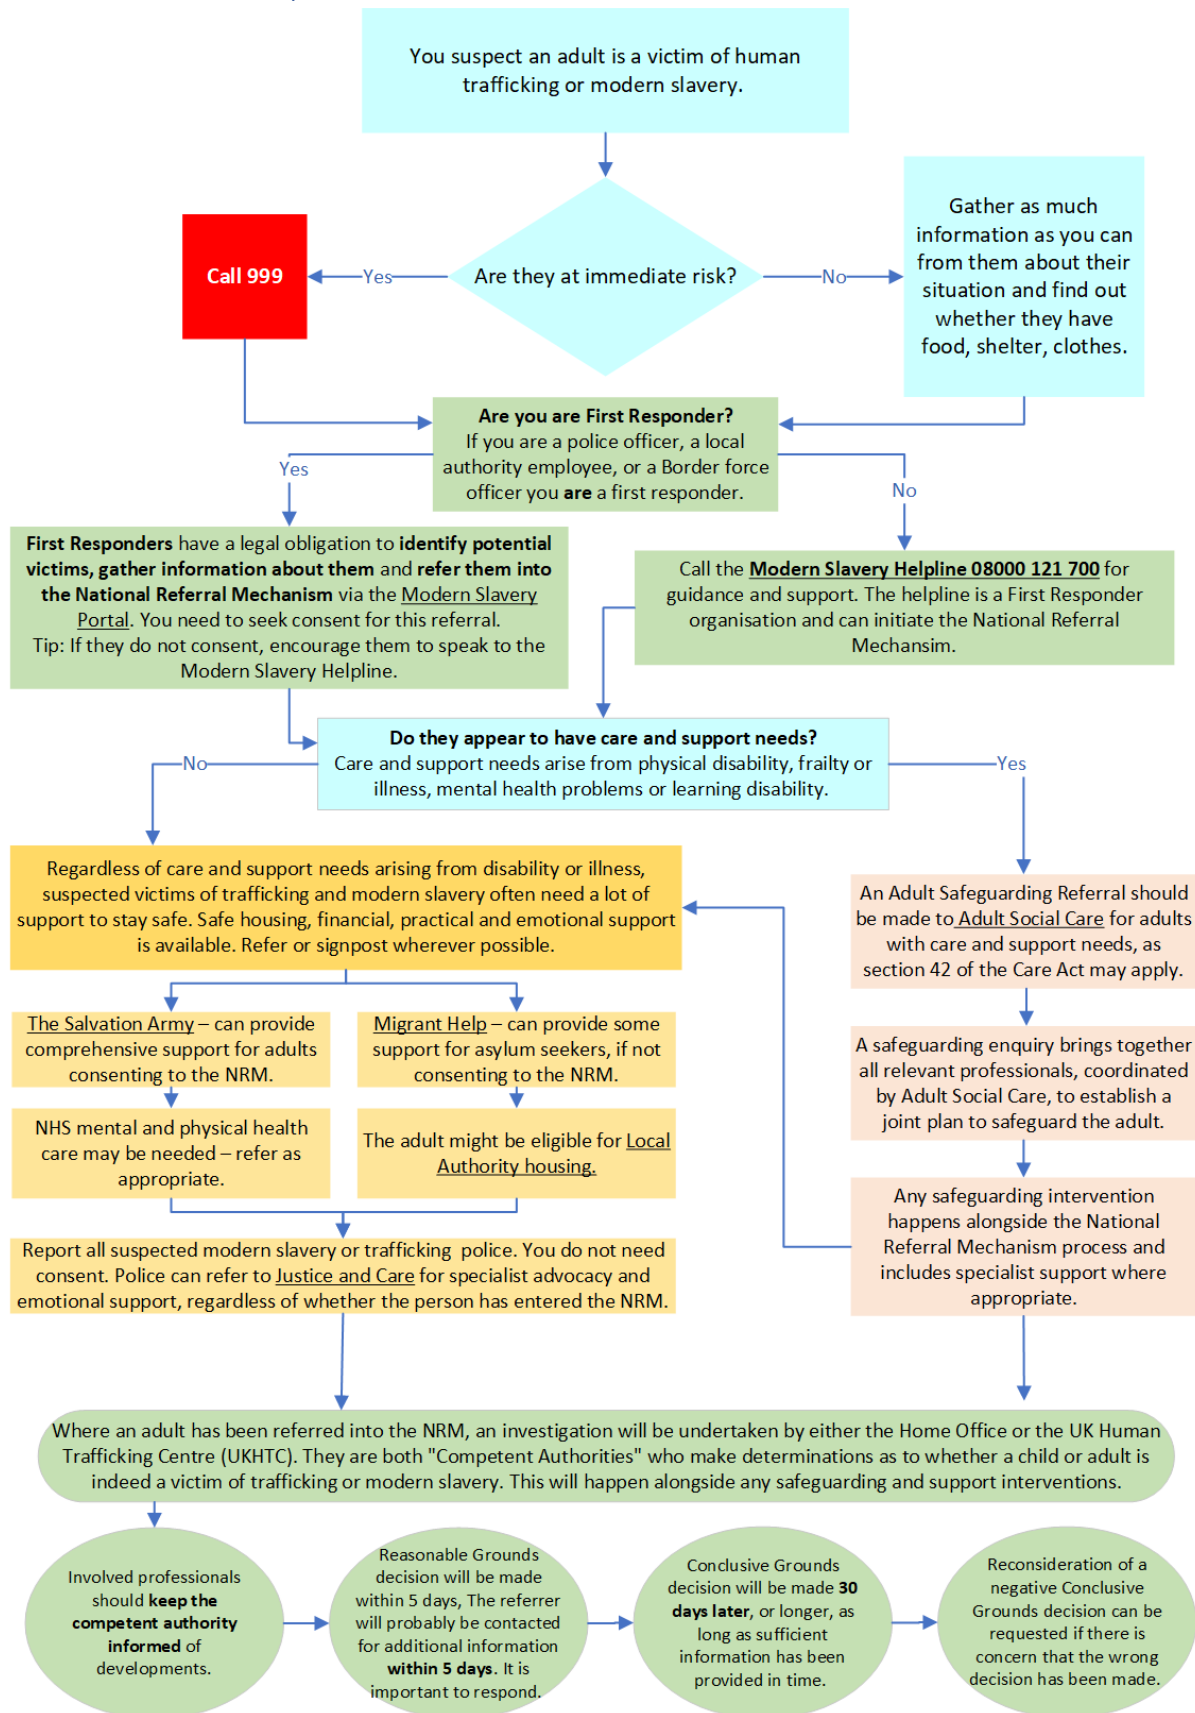 You suspect an adult is a victim of human
trafficking or modern slavery.
Call 999
Yes
Are they at immediate risk?
No
Gather as much
information as you can
from them about their
situation and find out
whether they have
food, shelter, clothes.
Are you are First Responder?
If you are a police officer, a local
authority employee, or a Border force
officer you are a first responder.
Yes
No
First Responders have a legal obligation to identify potential
victims, gather information about them and refer them into
the National Referral Mechanism via the Modern Slavery
Portal. You need to seek consent for this referral.
Tip: If they do not consent, encourage them to speak to the
Modern Slavery Helpline.
Call the Modern Slavery Helpline 08000 121 700 for
guidance and support. The helpline is a First Responder
organisation and can initiate the National Referral
Mechansim.
Do they appear to have care and support needs?
Care and support needs arise from physical disability, frailty or
illness, mental health problems or learning disability.
No
Yes
Regardless of care and support needs arising from disability or illness,
suspected victims of trafficking and modern slavery often need a lot of
support to stay safe. Safe housing, financial, practical and emotional support
is available. Refer or signpost wherever possible.
An Adult Safeguarding Referral should
be made to Adult Social Care for adults
with care and support needs, as
section 42 of the Care Act may apply.
The Salvation Army – can provide
comprehensive support for adults
consenting to the NRM.
Migrant Help – can provide some
support for asylum seekers, if not
consenting to the NRM.
A safeguarding enquiry brings together
all relevant professionals, coordinated
by Adult Social Care, to establish a
joint plan to safeguard the adult.
NHS mental and physical health
care may be needed – refer as
appropriate.
The adult might be eligible for Local
Authority housing.
Any safeguarding intervention
happens alongside the National
Referral Mechanism process and
includes specialist support where
appropriate.
Report all suspected modern slavery or trafficking police. You do not need
consent. Police can refer to Justice and Care for specialist advocacy and
emotional support, regardless of whether the person has entered the NRM.
Where an adult has been referred into the NRM, an investigation will be undertaken by either the Home Office or the UK Human
Trafficking Centre (UKHTC). They are both "Competent Authorities" who make determinations as to whether a child or adult is
indeed a victim of trafficking or modern slavery. This will happen alongside any safeguarding and support interventions.
Involved professionals
should keep the
competent authority
informed of
developments.
Reasonable Grounds
decision will be made
within 5 days, The referrer
will probably be contacted
for additional information
within 5 days. It is
important to respond.
Conclusive Grounds
decision will be made 30
days later, or longer, as
long as sufficient
information has been
provided in time.
Reconsideration of a
negative Conclusive
Grounds decision can be
requested if there is
concern that the wrong
decision has been made.